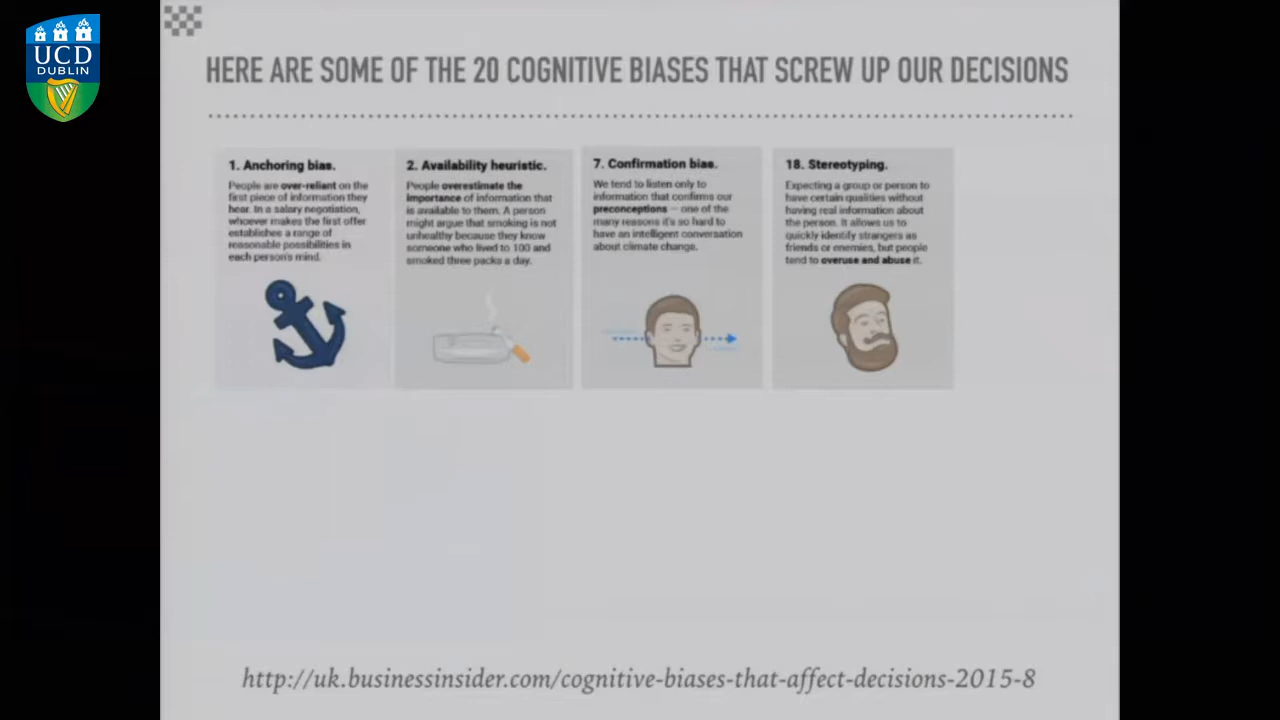 UCD
DUBLIN
HERE ARE SOME OF THE 20 COGNITIVE BIASES THAT SCREW UP OUR DECISIONS
1. Anchoring bias.
People are over-reliant on the
first piece of information they
hear. In a salary negotiation,
whoever makes the first offer
establishes a range of
reasonable possibilities in
each person's mind.
2. Availability heuristic.
People overestimate the
importance of information that
is available to them. A person
might argue that smoking is not
unhealthy because they know
someone who lived to 100 and
smoked three packs a day.
7. Confirmation bias.
We tend to listen only to
information that confirms our
preconceptions — one of the
many reasons it's so hard to
have an intelligent conversation
about climate change.
18. Stereotyping.
Expecting a group or person to
have certain qualities without
having real information about
the person. It allows us to
quickly identify strangers as
friends or enemies, but people
tend to overuse and abuse it.
http://uk.businessinsider.com/cognitive-biases-that-affect-decisions-2015-8